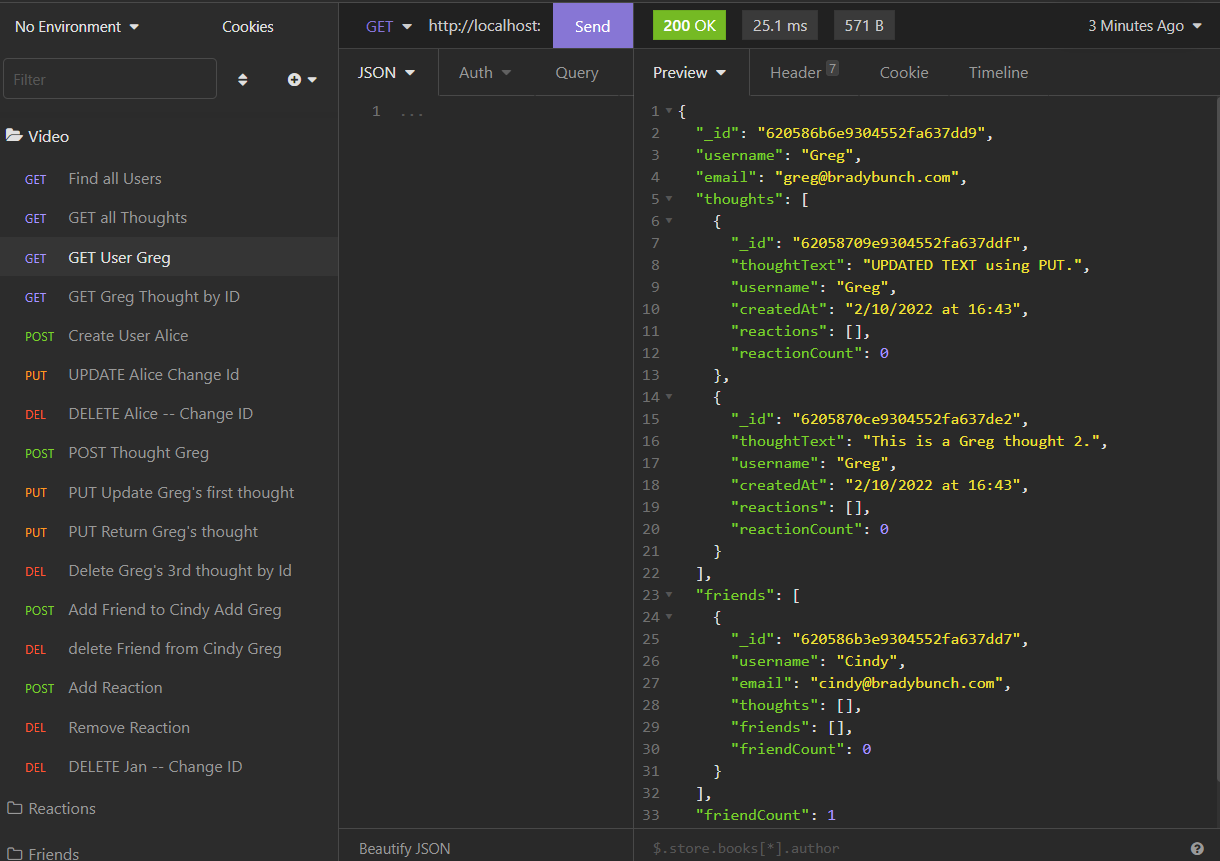 No Environment
Cookies
Filter
Video
GET Find all Users
GET GET all Thoughts
GET GET User Greg
GET GET Greg Thought by ID
POST Create User Alice
PUT UPDATE Alice Change Id
DEL DELETE Alice -- Change ID
POST POST Thought Greg
PUT PUT Update Greg's first thought
PUT PUT Return Greg's thought
DEL Delete Greg's 3rd thought by Id
POST Add Friend to Cindy Add Greg
DEL delete Friend from Cindy Greg
POST Add Reaction
DEL Remove Reaction
DEL DELETE Jan -- Change ID
Reactions
Friends
GET http://localhost: Send
JSON Auth Query
1 ...
Beautify JSON
200 OK 25.1 ms 571 B 3 Minutes Ago
Preview Header 7 Cookie Timeline
1 {
2 "_id": "620586b6e9304552fa637dd9",
3 "username": "Greg",
4 "email": "greg@bradybunch.com",
5 "thoughts": [
6 {
7 "_id": "62058709e9304552fa637ddf",
8 "thoughtText": "UPDATED TEXT using PUT.",
9 "username": "Greg",
10 "createdAt": "2/10/2022 at 16:43",
11 "reactions": [],
12 "reactionCount": 0
13 },
14 {
15 "_id": "6205870ce9304552fa637de2",
16 "thoughtText": "This is a Greg thought 2.",
17 "username": "Greg",
18 "createdAt": "2/10/2022 at 16:43",
19 "reactions": [],
20 "reactionCount": 0
21 }
22 ],
23 "friends": [
24 {
25 "_id": "620586b3e9304552fa637dd7",
26 "username": "Cindy",
27 "email": "cindy@bradybunch.com",
28 "thoughts": [],
29 "friends": [],
30 "friendCount": 0
31 }
32 ],
33 "friendCount": 1
$.store.books[*].author
?